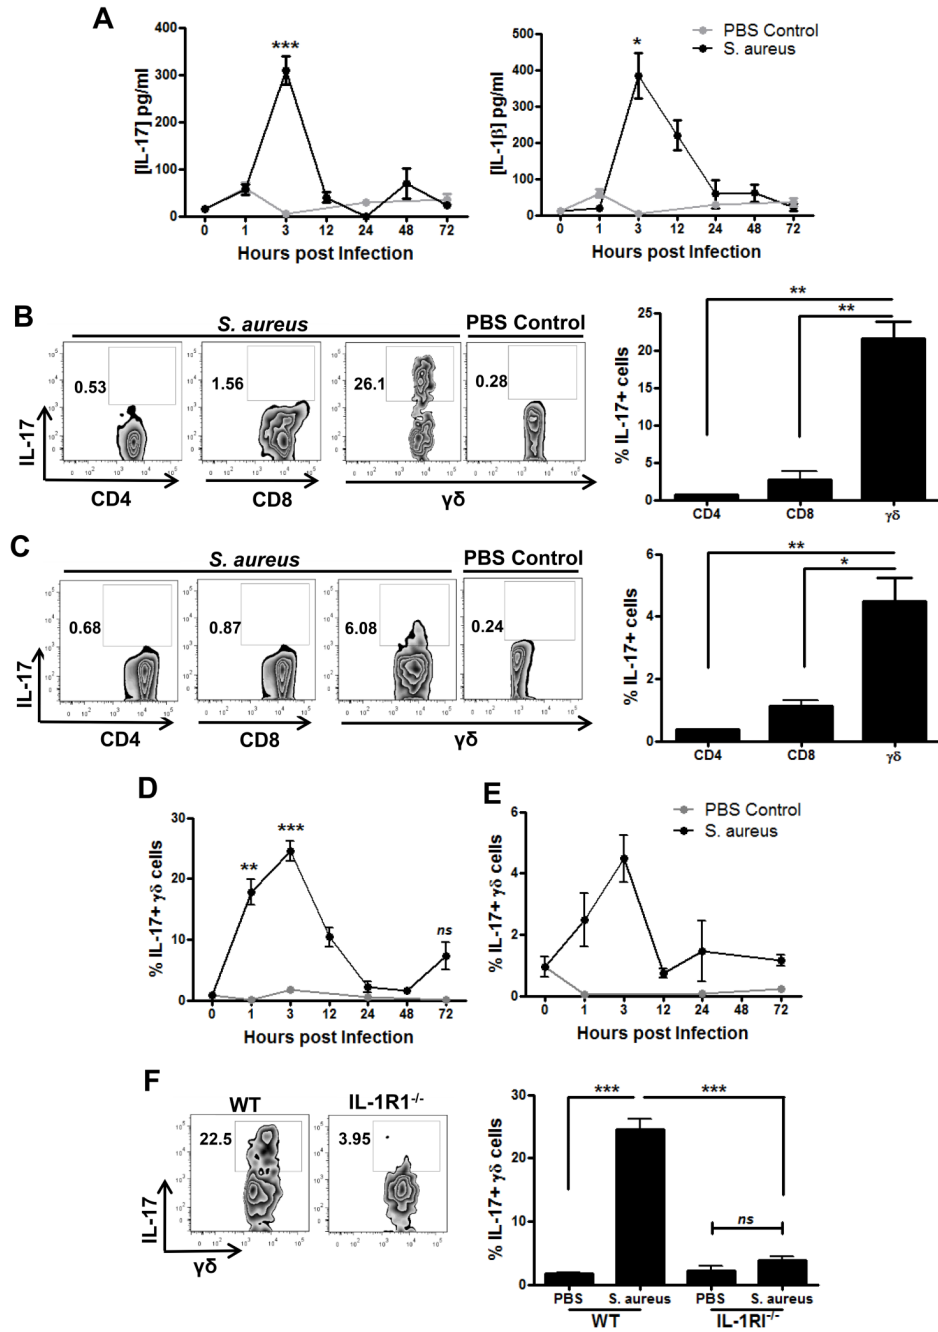 A
PBS Control
S. aureus
[IL-17] pg/ml
400
300
200
100
0
***
0 1 3 12 24 48 72
Hours post Infection
[IL-1β] pg/ml
500
400
300
200
100
0
*
0 1 3 12 24 48 72
Hours post Infection
B
S. aureus
PBS Control
0.53
1.56
26.1
0.28
IL-17
CD4
CD8
γδ
% IL-17+ cells
25
20
15
10
5
0
**
**
CD4 CD8 γδ
C
S. aureus
PBS Control
0.68
0.87
6.08
0.24
IL-17
CD4
CD8
γδ
% IL-17+ cells
6
4
2
0
**
*
CD4 CD8 γδ
D
% IL-17+ γδ cells
30
20
10
0
**
***
ns
0 1 3 12 24 48 72
Hours post Infection
E
PBS Control
S. aureus
% IL-17+ γδ cells
6
4
2
0
0 1 3 12 24 48 72
Hours post Infection
F
WT
IL-1R1-/-
22.5
3.95
IL-17
γδ
% IL-17+ γδ cells
30
20
10
0
***
***
ns
PBS S. aureus PBS S. aureus
WT IL-1RI-/-